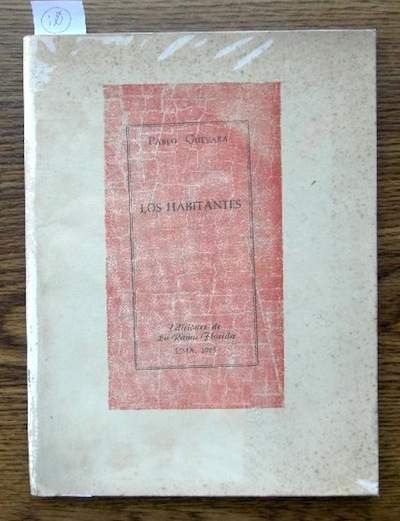 PABLO GUEVARA
LOS HABITANTES
Ediciones de
La Rama Florida
LIMA, 1965